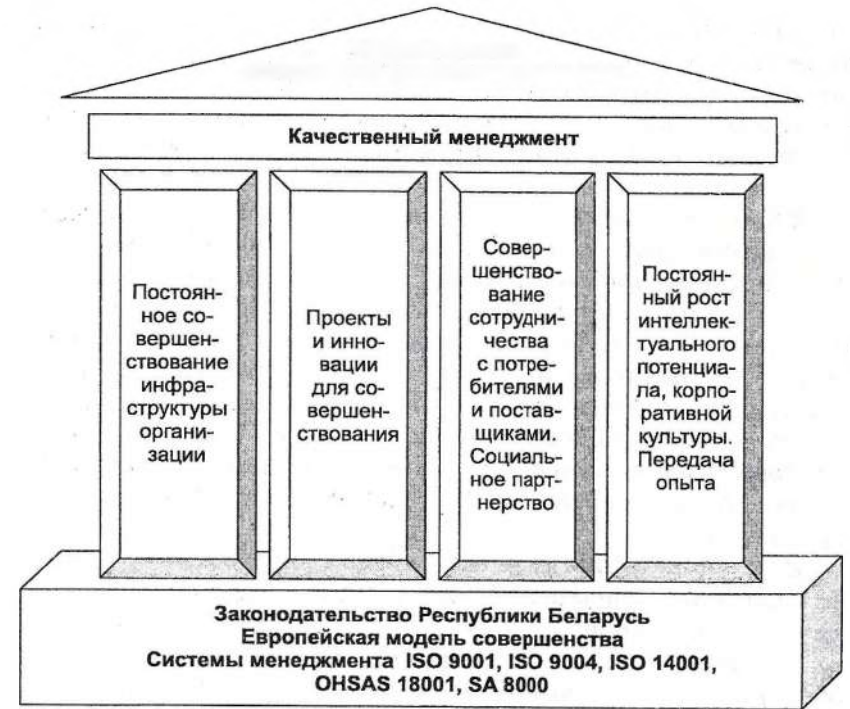 Качественный менеджмент
Постоян-
ное со-
вершен-
ствование
инфра-
структуры
органи-
зации
Проекты
и инно-
вации
для со-
вершен-
ствования
Совер-
шенство-
вание
сотрудни-
чества
с потре-
бителями
и постав-
щиками.
Социаль-
ное парт-
нерство
Постоян-
ный рост
интеллек-
туального
потенциа-
ла, корпо-
ративной
культуры.
Передача
опыта
Законодательство Республики Беларусь
Европейская модель совершенства
Системы менеджмента ISO 9001, ISO 9004, ISO 14001,
OHSAS 18001, SA 8000